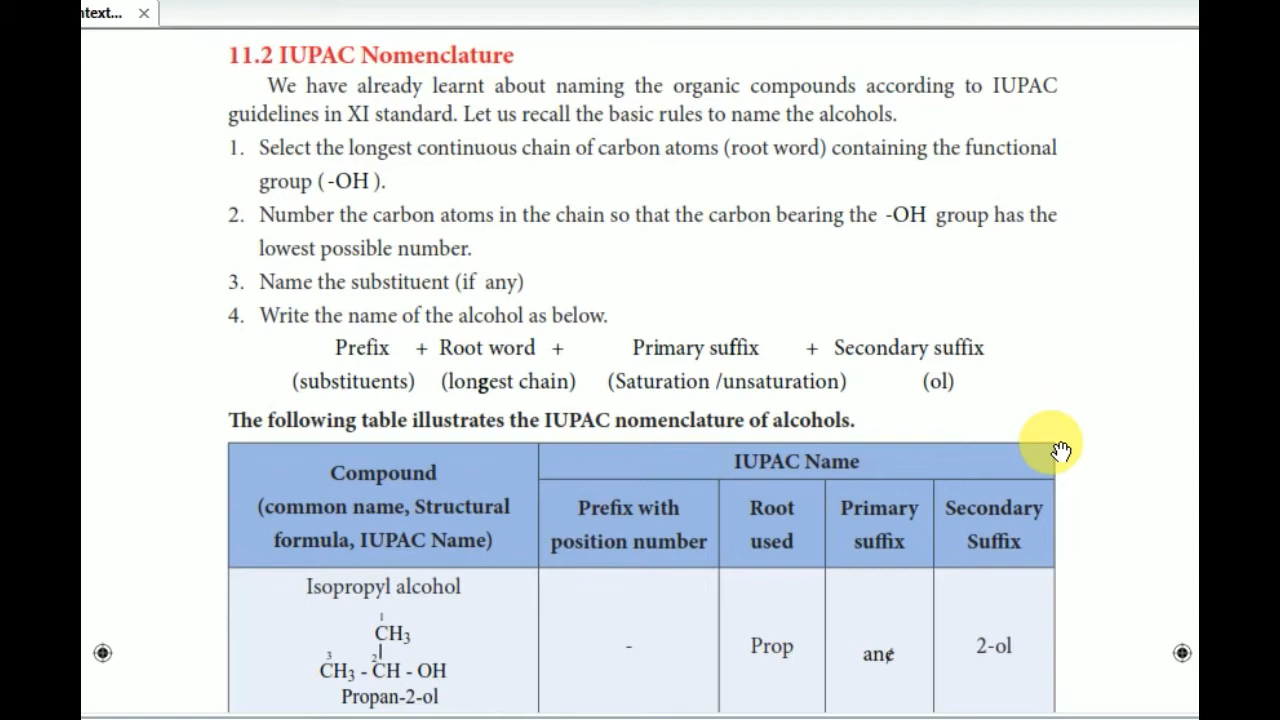 ntext...
11.2 IUPAC Nomenclature
We have already learnt about naming the organic compounds according to IUPAC
guidelines in XI standard. Let us recall the basic rules to name the alcohols.
1. Select the longest continuous chain of carbon atoms (root word) containing the functional
group (-OH ).
2. Number the carbon atoms in the chain so that the carbon bearing the -OH group has the
lowest possible number.
3. Name the substituent (if any)
4. Write the name of the alcohol as below.
Prefix + Root word + Primary suffix + Secondary suffix
(substituents) (longest chain) (Saturation /unsaturation) (ol)
The following table illustrates the IUPAC nomenclature of alcohols.
Compound
(common name, Structural
formula, IUPAC Name)
IUPAC Name
Prefix with
position number
Root
used
Primary
suffix
Secondary
Suffix
Isopropyl alcohol
1
CH₃
3 2
CH₃ - CH - OH
Propan-2-ol
-
Prop
ane̸
2-ol